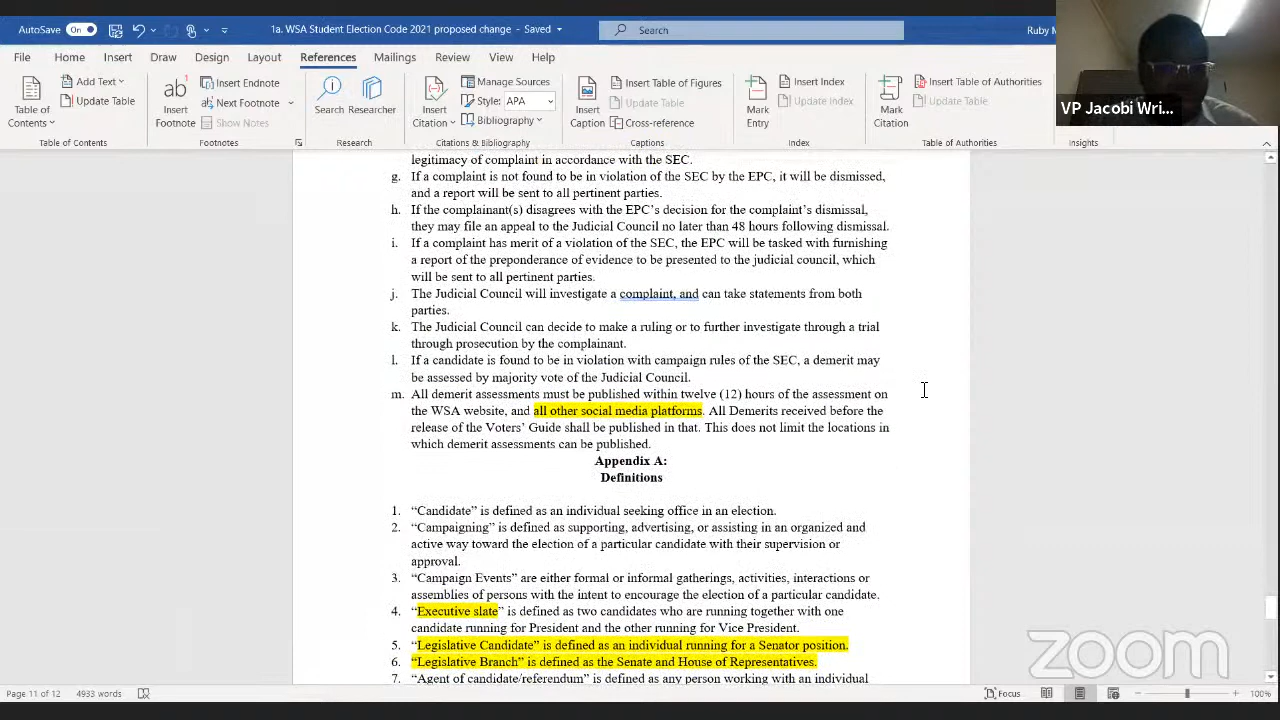 AutoSave On 1a. WSA Student Election Code 2021 proposed change - Saved Search Ruby M
File Home Insert Draw Design Layout References Mailings Review View Help
VP Jacobi Wri...
Table of Contents Add Text Update Table
Insert Footnote Insert Endnote Next Footnote Show Notes
Search Researcher
Insert Citation Manage Sources Style: APA Bibliography
Insert Caption Insert Table of Figures Update Table Cross-reference
Mark Entry Insert Index Update Index
Mark Citation Insert Table of Authorities Update Table
Table of Contents Footnotes Research Citations & Bibliography Captions Index Table of Authorities Insights
legitimacy of complaint in accordance with the SEC.
g. If a complaint is not found to be in violation of the SEC by the EPC, it will be dismissed,
and a report will be sent to all pertinent parties.
h. If the complainant(s) disagrees with the EPC's decision for the complaint's dismissal,
they may file an appeal to the Judicial Council no later than 48 hours following dismissal.
i. If a complaint has merit of a violation of the SEC, the EPC will be tasked with furnishing
a report of the preponderance of evidence to be presented to the judicial council, which
will be sent to all pertinent parties.
j. The Judicial Council will investigate a complaint, and can take statements from both
parties.
k. The Judicial Council can decide to make a ruling or to further investigate through a trial
through prosecution by the complainant.
l. If a candidate is found to be in violation with campaign rules of the SEC, a demerit may
be assessed by majority vote of the Judicial Council.
m. All demerit assessments must be published within twelve (12) hours of the assessment on
the WSA website, and all other social media platforms. All Demerits received before the
release of the Voters' Guide shall be published in that. This does not limit the locations in
which demerit assessments can be published.
Appendix A:
Definitions
1. "Candidate" is defined as an individual seeking office in an election.
2. "Campaigning" is defined as supporting, advertising, or assisting in an organized and
active way toward the election of a particular candidate with their supervision or
approval.
3. "Campaign Events" are either formal or informal gatherings, activities, interactions or
assemblies of persons with the intent to encourage the election of a particular candidate.
4. "Executive slate" is defined as two candidates who are running together with one
candidate running for President and the other running for Vice President.
5. "Legislative Candidate" is defined as an individual running for a Senator position.
6. "Legislative Branch" is defined as the Senate and House of Representatives.
7. "Agent of candidate/referendum" is defined as any person working with an individual
zoom
Page 11 of 12 4933 words Focus 100%